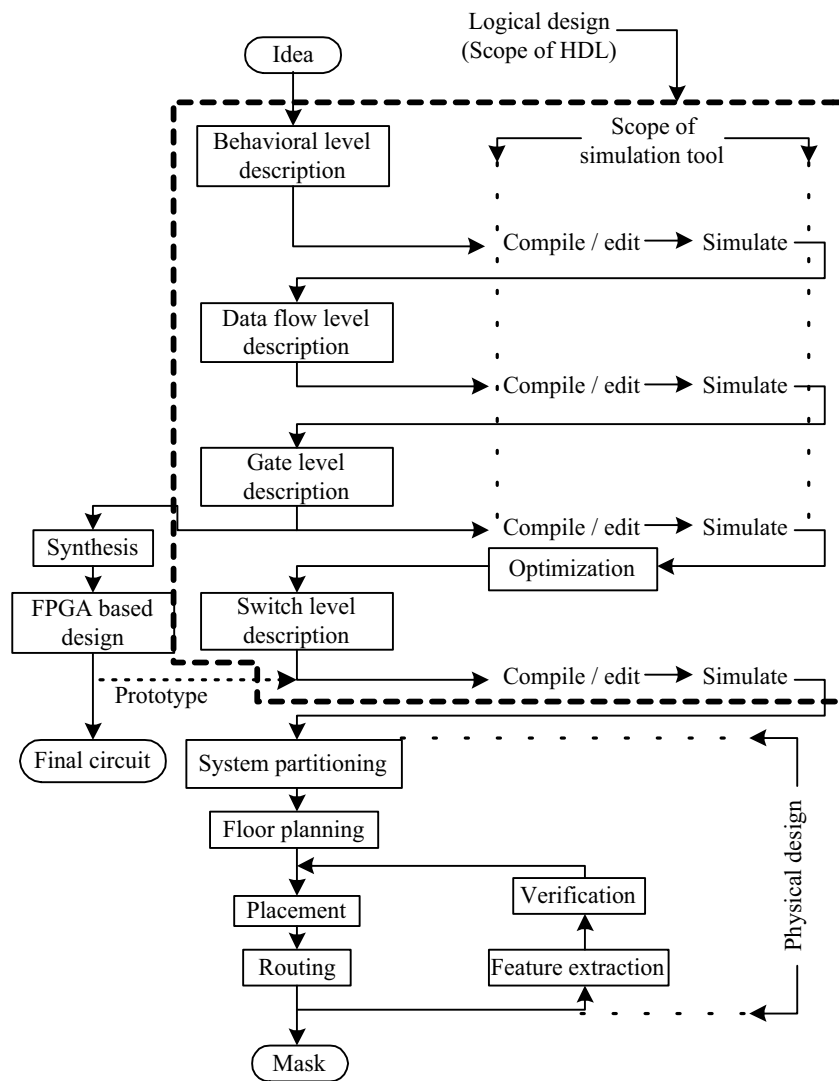 Logical design
(Scope of HDL)
Idea
Behavioral level
description
Scope of
simulation tool
Compile / edit
Simulate
Data flow level
description
Compile / edit
Simulate
Gate level
description
Compile / edit
Simulate
Synthesis
Optimization
FPGA based
design
Switch level
description
Prototype
Compile / edit
Simulate
Final circuit
System partitioning
Floor planning
Physical design
Verification
Placement
Routing
Feature extraction
Mask